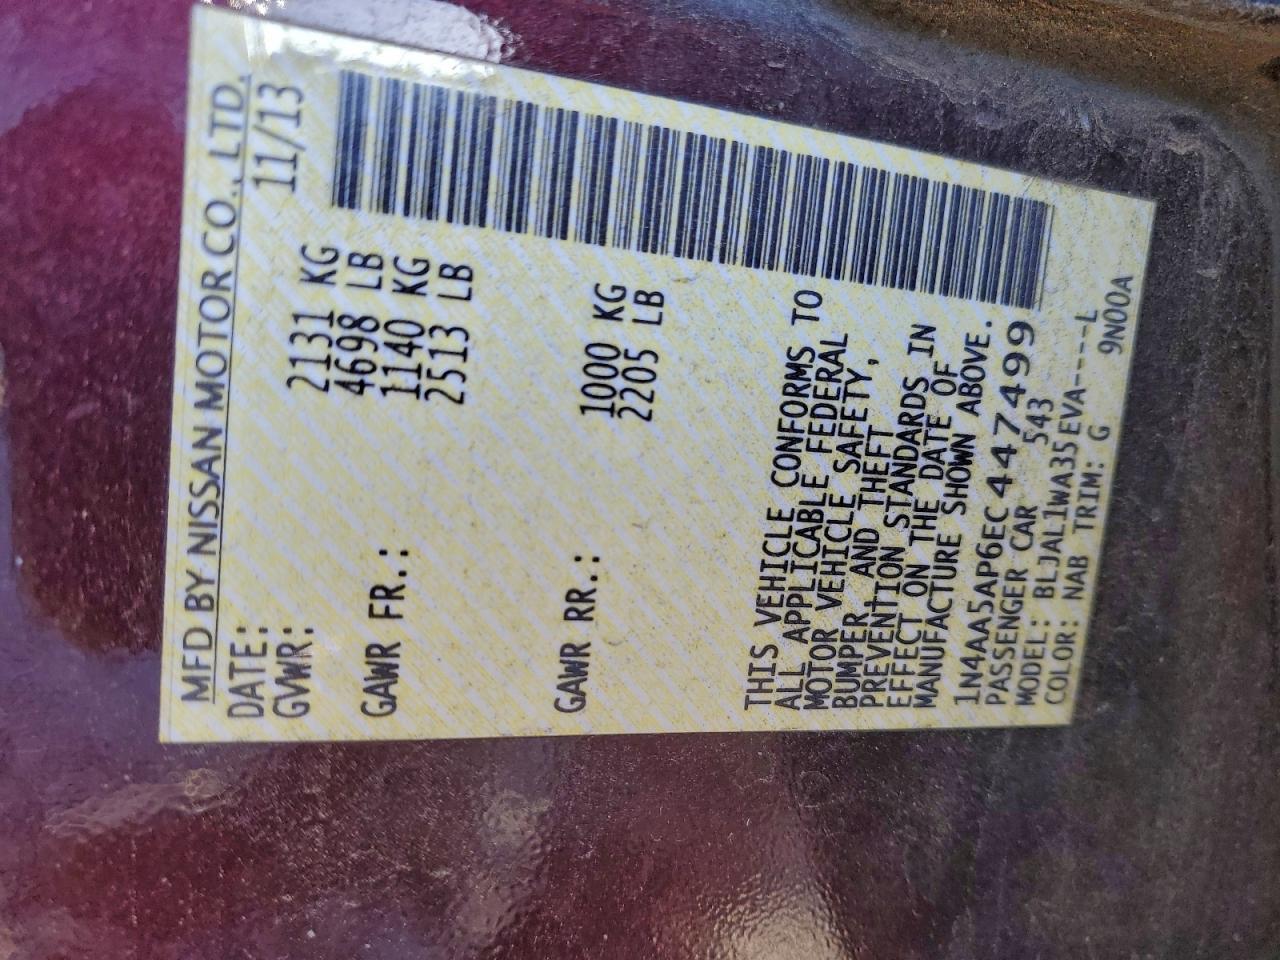 MFD BY NISSAN MOTOR CO., LTD.
DATE: 11/13
GVWR: 2131 KG
4698 LB
GAWR FR.: 1140 KG
2513 LB
GAWR RR.: 1000 KG
2205 LB
THIS VEHICLE CONFORMS TO
ALL APPLICABLE FEDERAL
MOTOR VEHICLE SAFETY,
BUMPER, AND THEFT
PREVENTION STANDARDS IN
EFFECT ON THE DATE OF
MANUFACTURE SHOWN ABOVE.
1N4AA5AP6EC447499
PASSENGER CAR 543
MODEL: BLJAL1WA35EVA----L
COLOR: NAB TRIM: G 9N00A